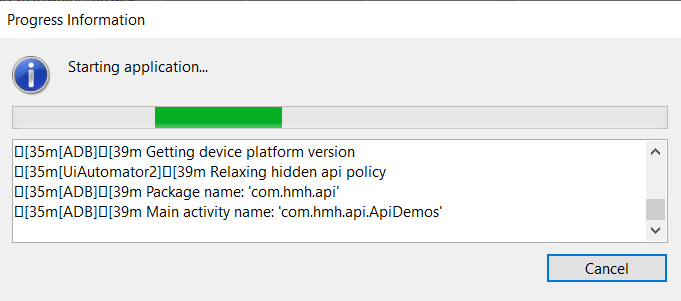 Progress Information
Starting application...
□[35m[ADB]□[39m Getting device platform version
□[35m[UiAutomator2]□[39m Relaxing hidden api policy
□[35m[ADB]□[39m Package name: 'com.hmh.api'
□[35m[ADB]□[39m Main activity name: 'com.hmh.api.ApiDemos'
Cancel